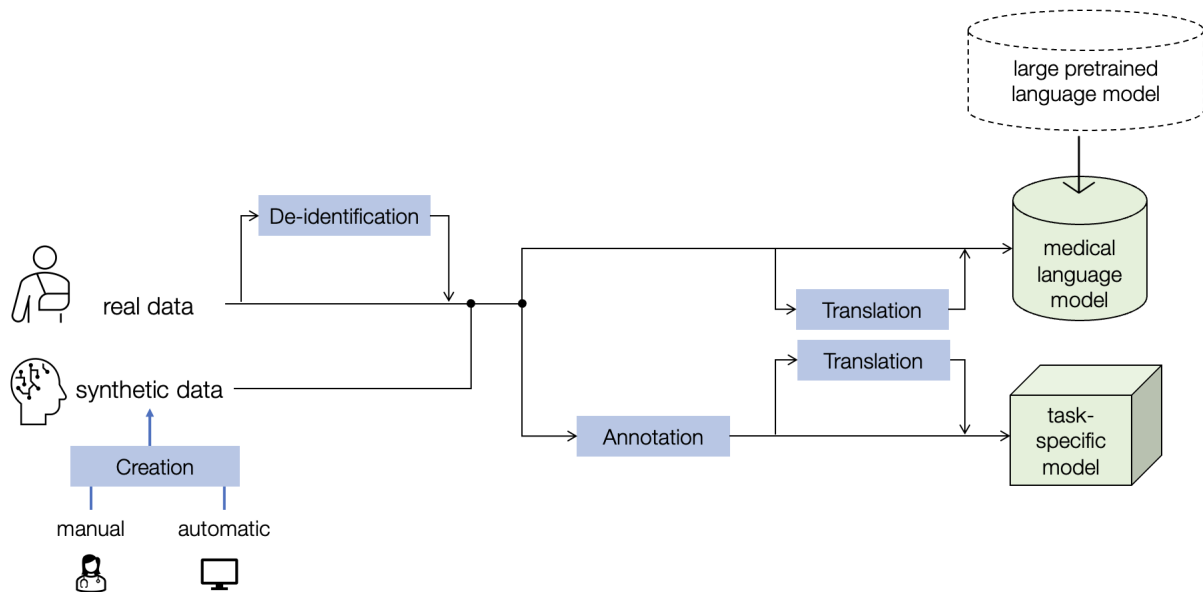 large pretrained
language model
De-identification
real data
medical
language
model
Translation
Translation
synthetic data
Annotation
task-
specific
model
Creation
manual
automatic